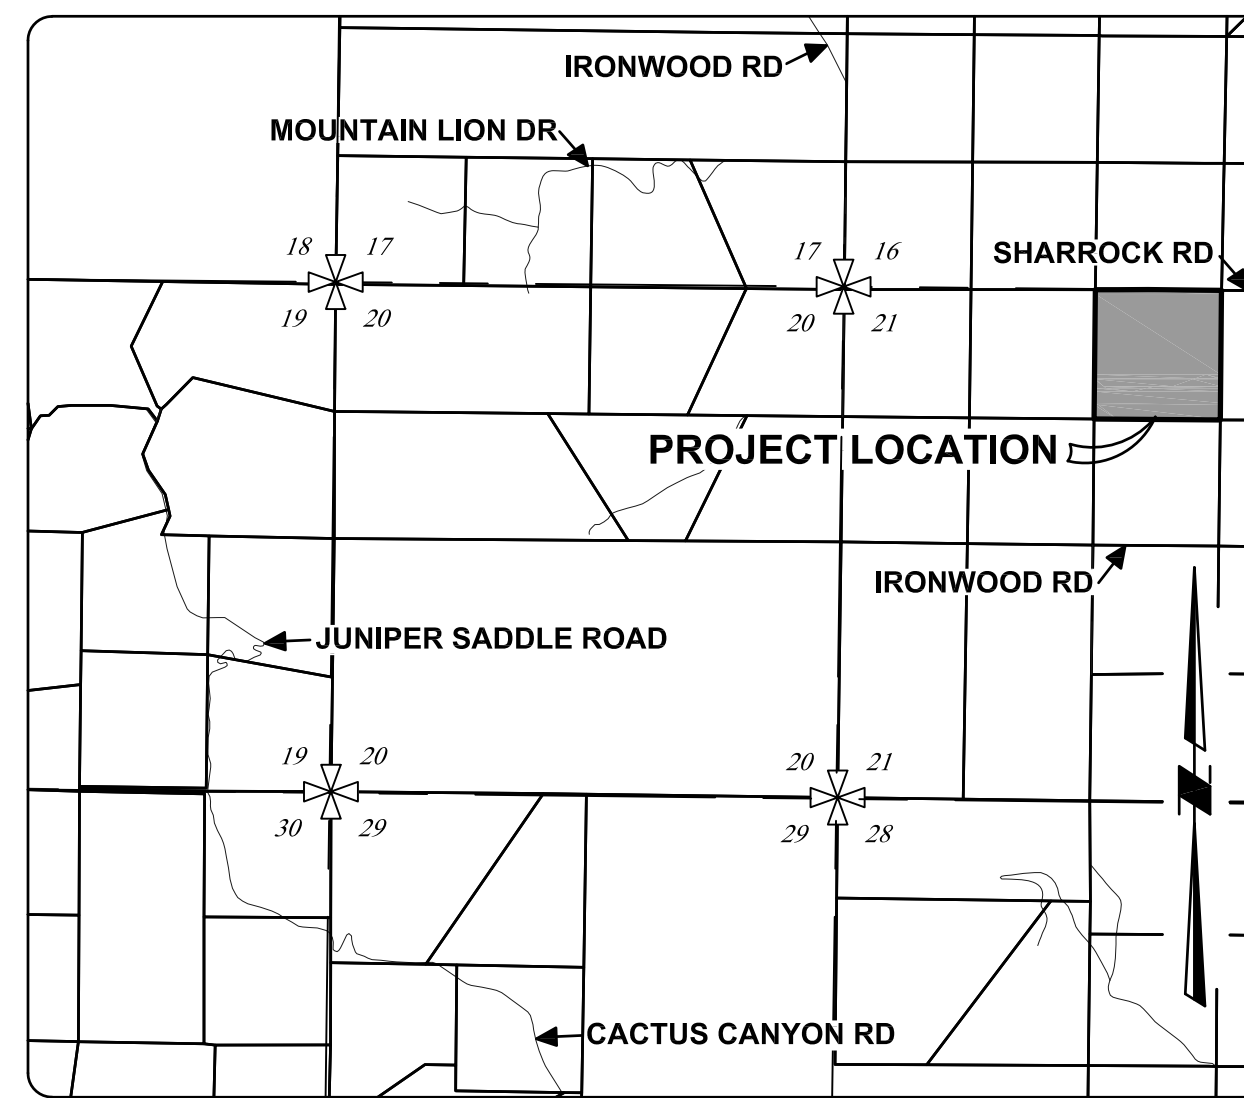 IRONWOOD RD
MOUNTAIN LION DR
18 17
17 16
SHARROCK RD
19 20
20 21
PROJECT LOCATION
IRONWOOD RD
JUNIPER SADDLE ROAD
19 20
20 21
30 29
29 28
CACTUS CANYON RD